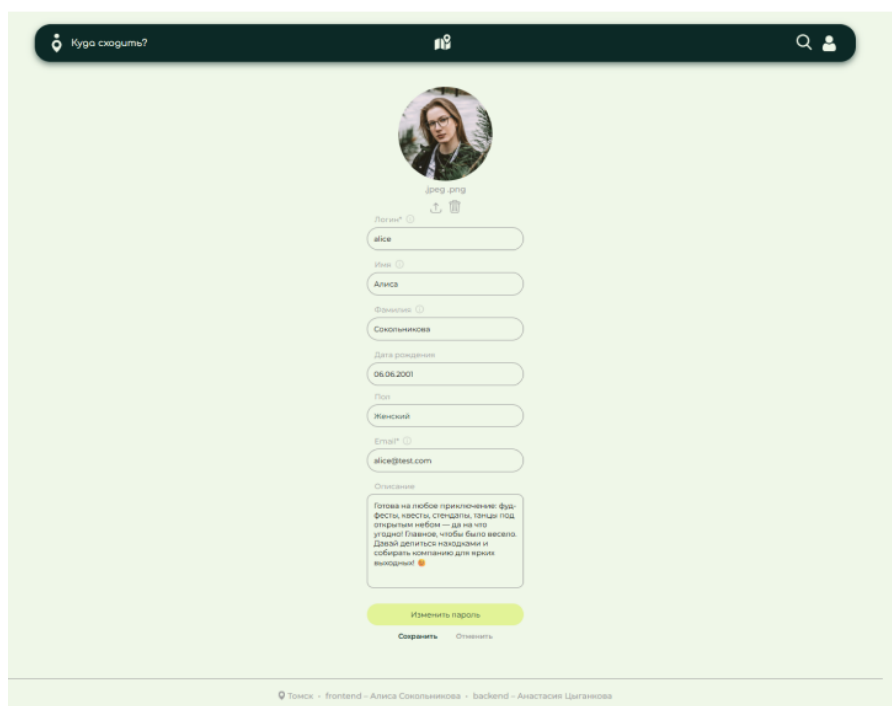 Куда сходить?
.jpeg .png
Логин*
alice
Имя
Алиса
Фамилия
Сокольникова
Дата рождения
06.06.2001
Пол
Женский
Email*
alice@test.com
Описание
Готова на любое приключение: фуд-
фесты, квесты, стендапы, танцы под
открытым небом — да на что
угодно! Главное, чтобы было весело.
Давай делиться находками и
собирать компанию для ярких
выходных! 😊
Изменить пароль
Сохранить Отменить
Томск - frontend – Алиса Сокольникова - backend – Анастасия Цыганкова